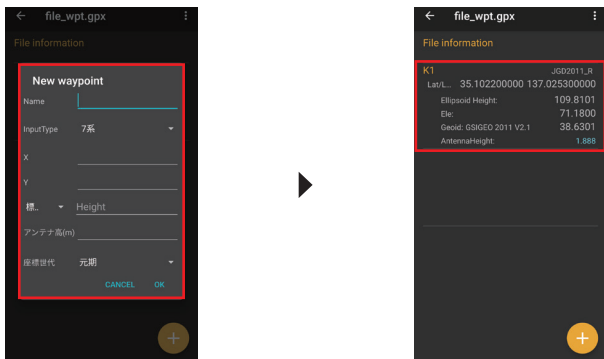 file_wpt.gpx
File information
New waypoint
Name
InputType 7系
X
Y
標.. Height
アンテナ高(m)
座標世代 元期
CANCEL OK
file_wpt.gpx
File information
K1 JGD2011_R
Lat/L... 35.102200000 137.025300000
Ellipsoid Height: 109.8101
Ele: 71.1800
Geoid: GSIGEO 2011 V2.1 38.6301
AntennaHeight: 1.888